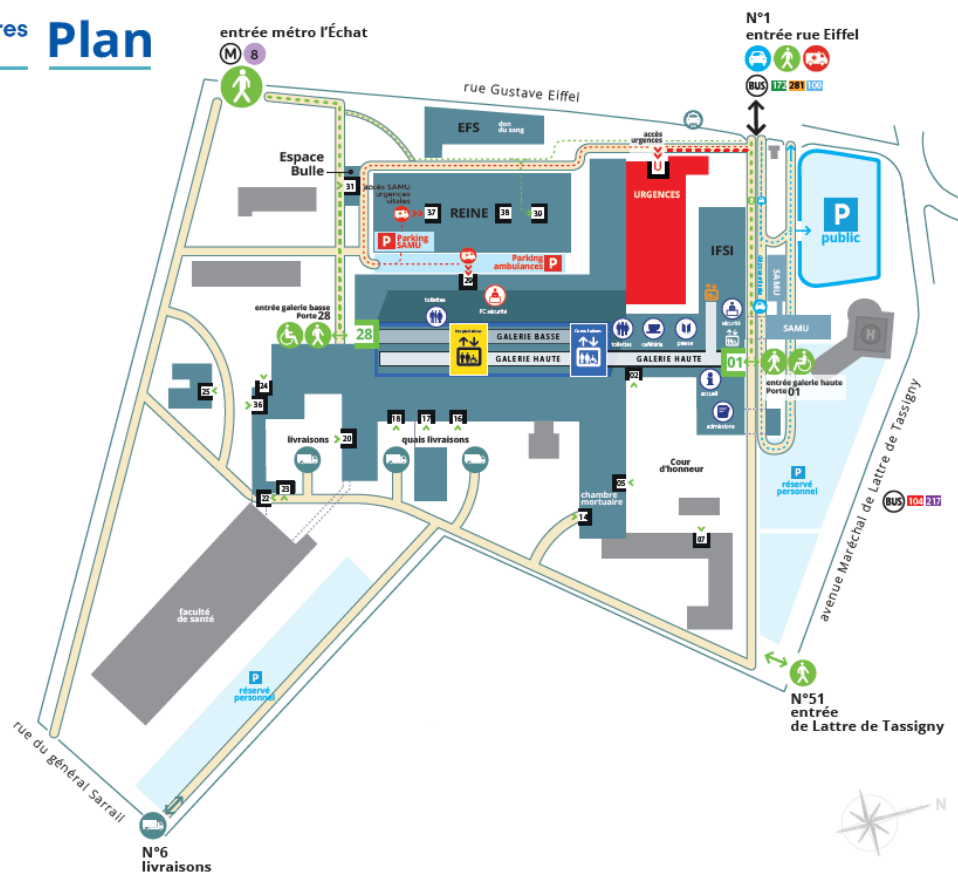 res
Plan
entrée métro l'Échat
M 8
N°1
entrée rue Eiffel
BUS 172 281 100
rue Gustave Eiffel
EFS
don
du sang
accès
urgences
U
URGENCES
Espace
Bulle
31
accès SAMU
urgences
vitales
37
REINE
38
39
P Parking
SAMU
Parking
ambulances P
29
IFSI
P
public
SAMU
SAMU
H
toilettes
PC sécurité
entrée galerie basse
Porte 28
28
GALERIE BASSE
GALERIE HAUTE
toilettes
cafétéria
presse
GALERIE HAUTE
sécurité
01
entrée galerie haute
Porte 01
02
accueil
admissions
24
25
36
18
17
16
livraisons
20
quais livraisons
Cour
d'honneur
P
réservé
personnel
BUS 104 217
avenue Maréchal de Lattre de Tassigny
05
23
22
chambre
mortuaire
14
07
faculté
de santé
P
réservé
personnel
N°51
entrée
de Lattre de Tassigny
rue du général Sarrail
N°6
livraisons
N